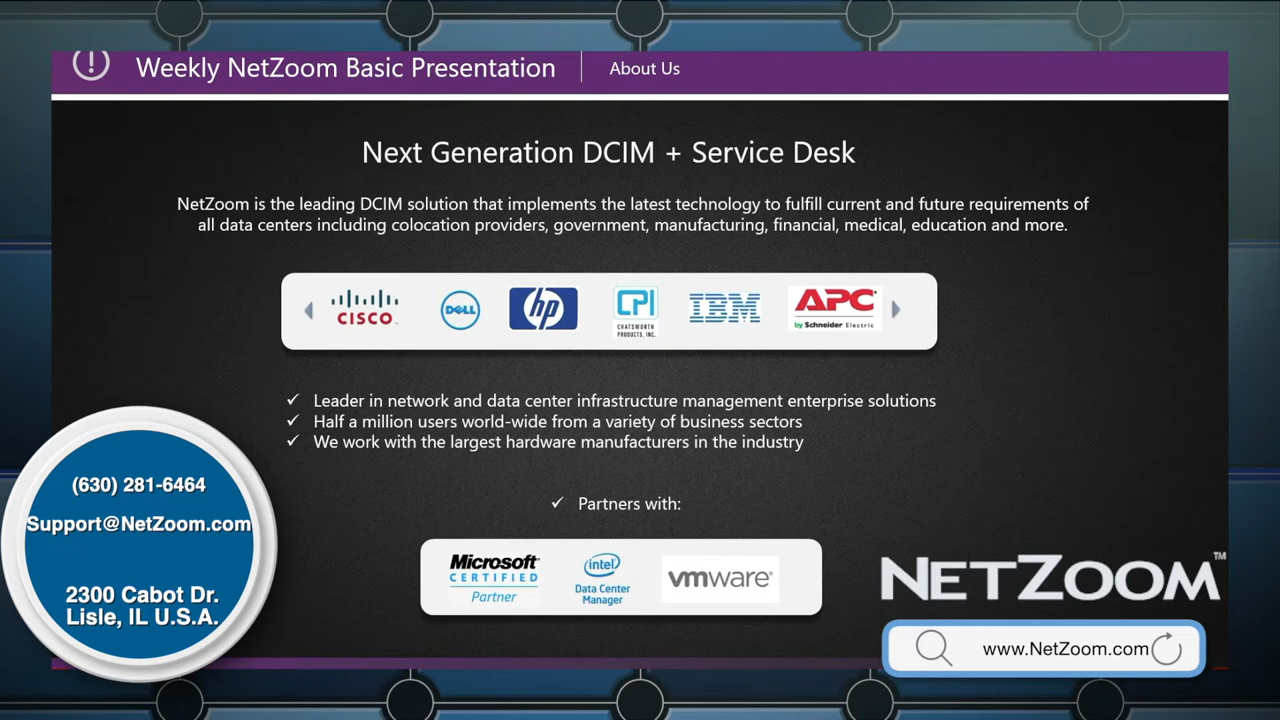 Weekly NetZoom Basic Presentation
About Us
Next Generation DCIM + Service Desk
NetZoom is the leading DCIM solution that implements the latest technology to fulfill current and future requirements of
all data centers including colocation providers, government, manufacturing, financial, medical, education and more.
CISCO
DELL
hp
CPI
CHATSWORTH
PRODUCTS, INC.
IBM
APC
by Schneider Electric
✓ Leader in network and data center infrastructure management enterprise solutions
✓ Half a million users world-wide from a variety of business sectors
✓ We work with the largest hardware manufacturers in the industry
✓ Partners with:
Microsoft
CERTIFIED
Partner
intel
Data Center
Manager
vmware®
(630) 281-6464
Support@NetZoom.com
2300 Cabot Dr.
Lisle, IL U.S.A.
NETZOOM™
www.NetZoom.com